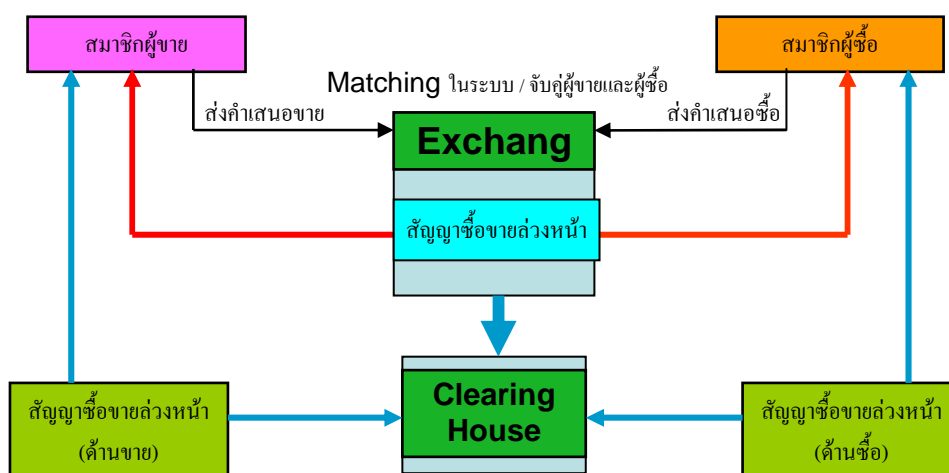 สมาชิกผู้ขาย
สมาชิกผู้ซื้อ
Matching ในระบบ / จับคู่ผู้ขายและผู้ซื้อ
ส่งคำเสนอขาย
ส่งคำเสนอซื้อ
Exchang
สัญญาซื้อขายล่วงหน้า
สัญญาซื้อขายล่วงหน้า
(ด้านขาย)
Clearing
House
สัญญาซื้อขายล่วงหน้า
(ด้านซื้อ)